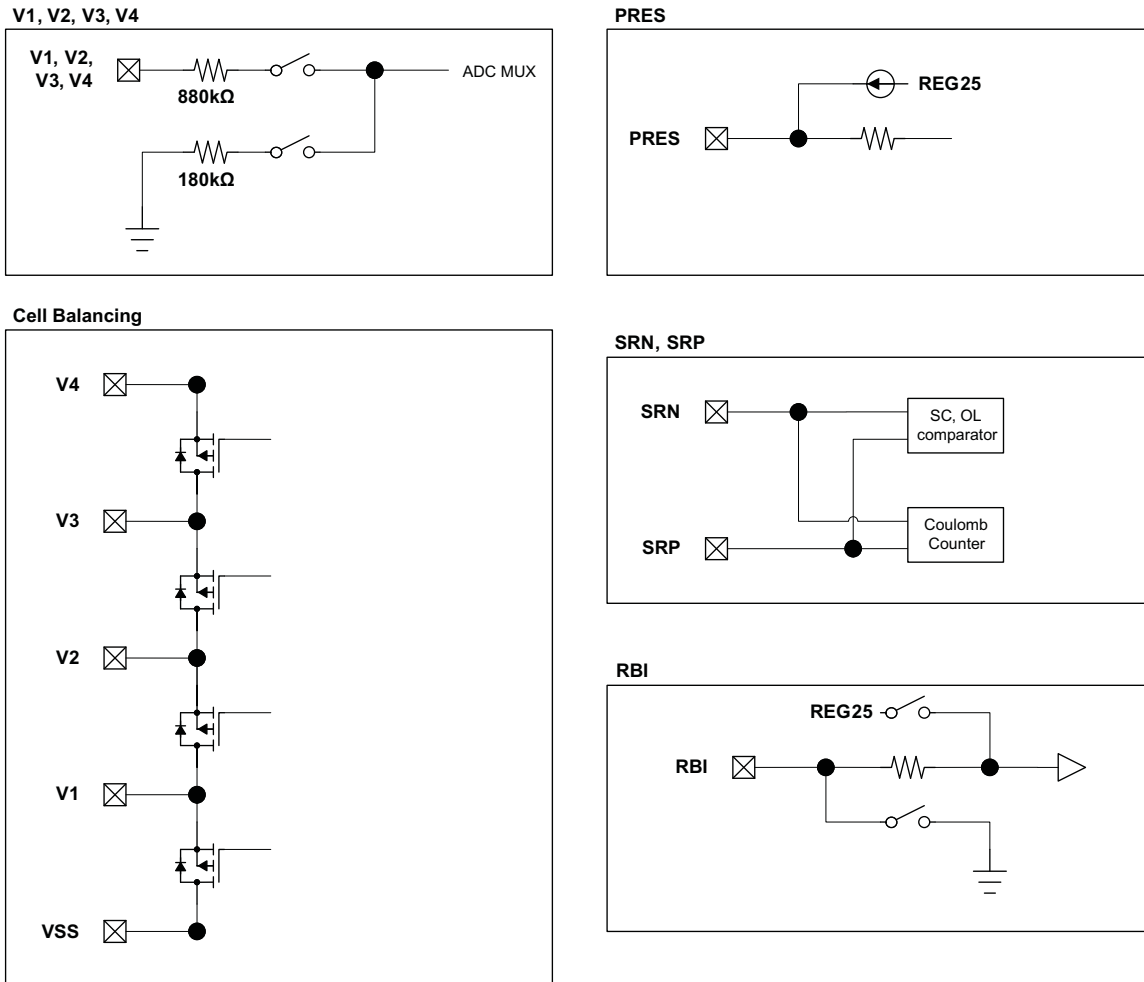 V1, V2, V3, V4
V1, V2,
V3, V4
880kΩ
ADC MUX
180kΩ
PRES
REG25
PRES
Cell Balancing
V4
V3
V2
V1
VSS
SRN, SRP
SRN
SC, OL
comparator
SRP
Coulomb
Counter
RBI
REG25
RBI